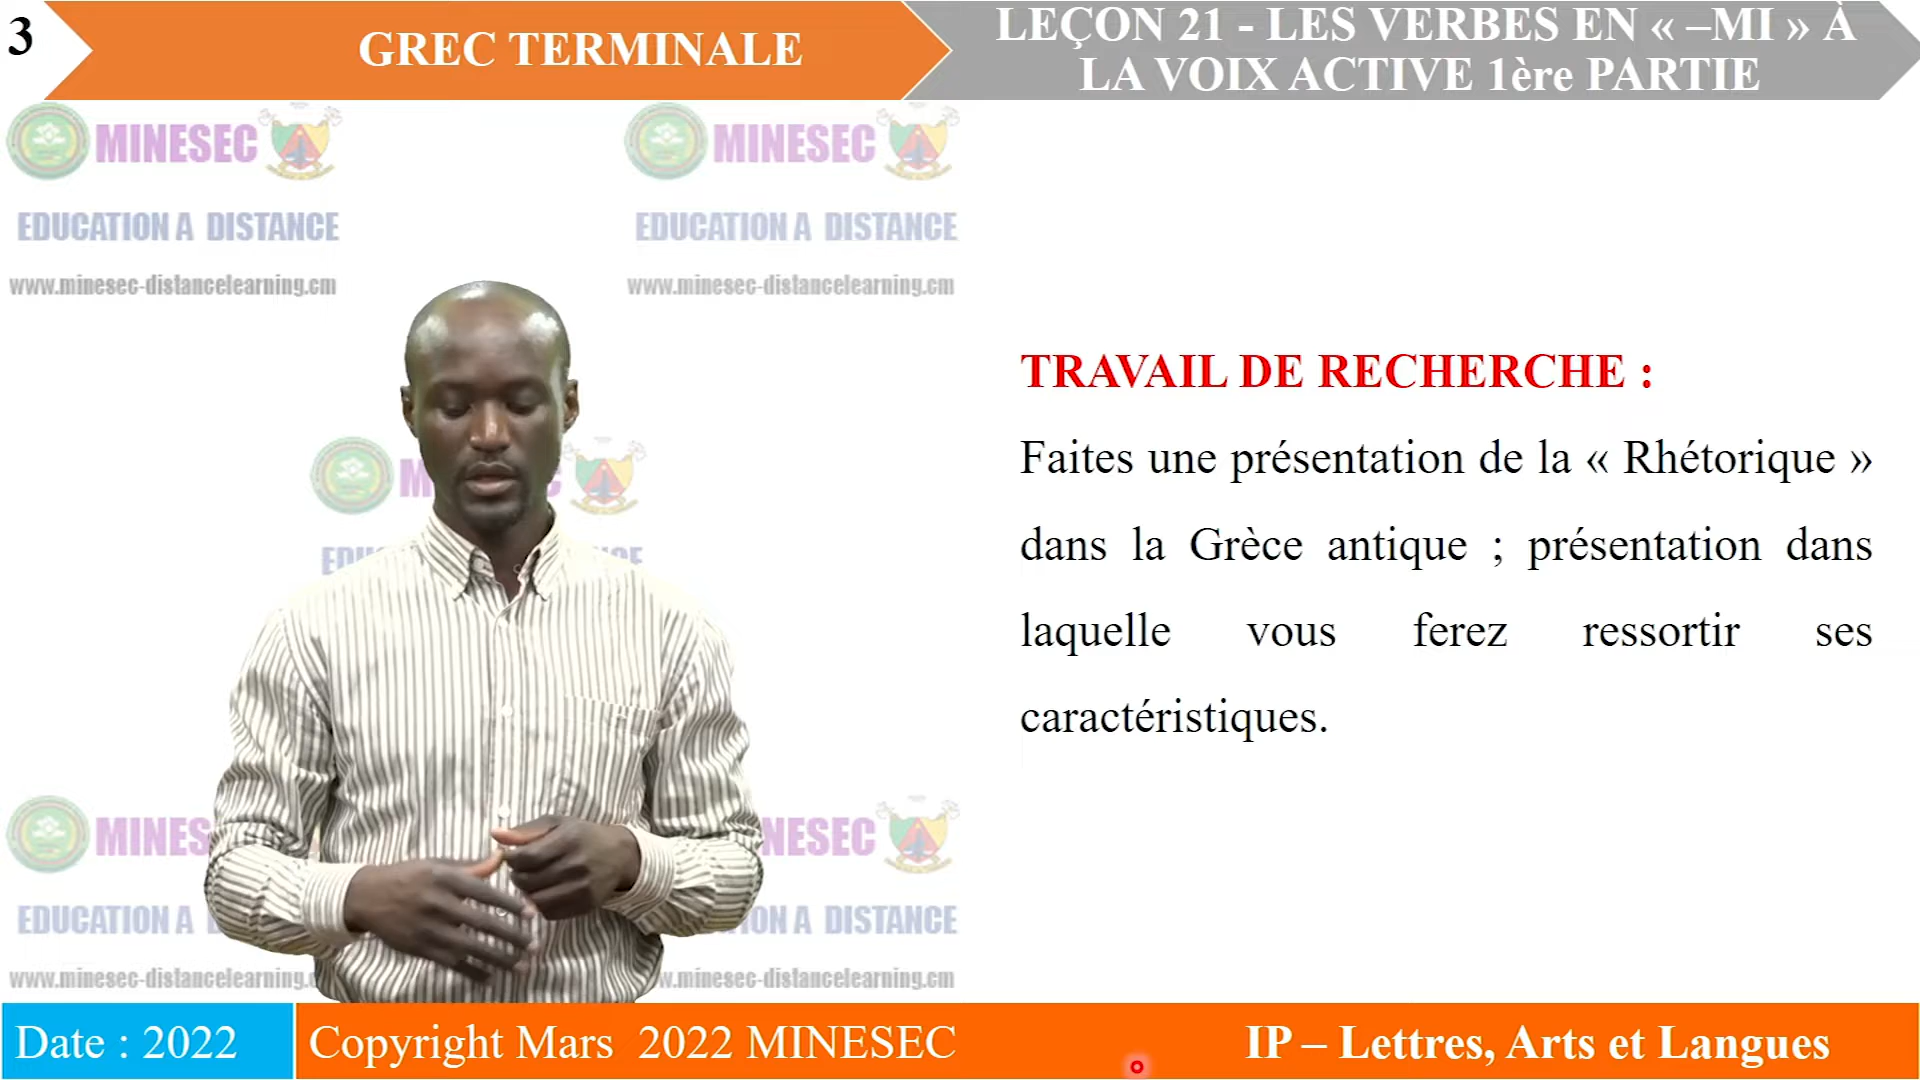 3
GREC TERMINALE
LEÇON 21 - LES VERBES EN « –MI » À
LA VOIX ACTIVE 1ère PARTIE
MINESEC
MINESEC
EDUCATION A DISTANCE
EDUCATION A DISTANCE
www.minesec-distancelearning.cm
www.minesec-distancelearning.cm
TRAVAIL DE RECHERCHE :
Faites une présentation de la « Rhétorique »
dans la Grèce antique ; présentation dans
laquelle vous ferez ressortir ses
caractéristiques.
MINES
NESEC
EDUCATION A
ION A DISTANCE
www.minesec-distancelearning.c
w.minesec-distancelearning.cm
Date : 2022
Copyright Mars 2022 MINESEC
IP – Lettres, Arts et Langues